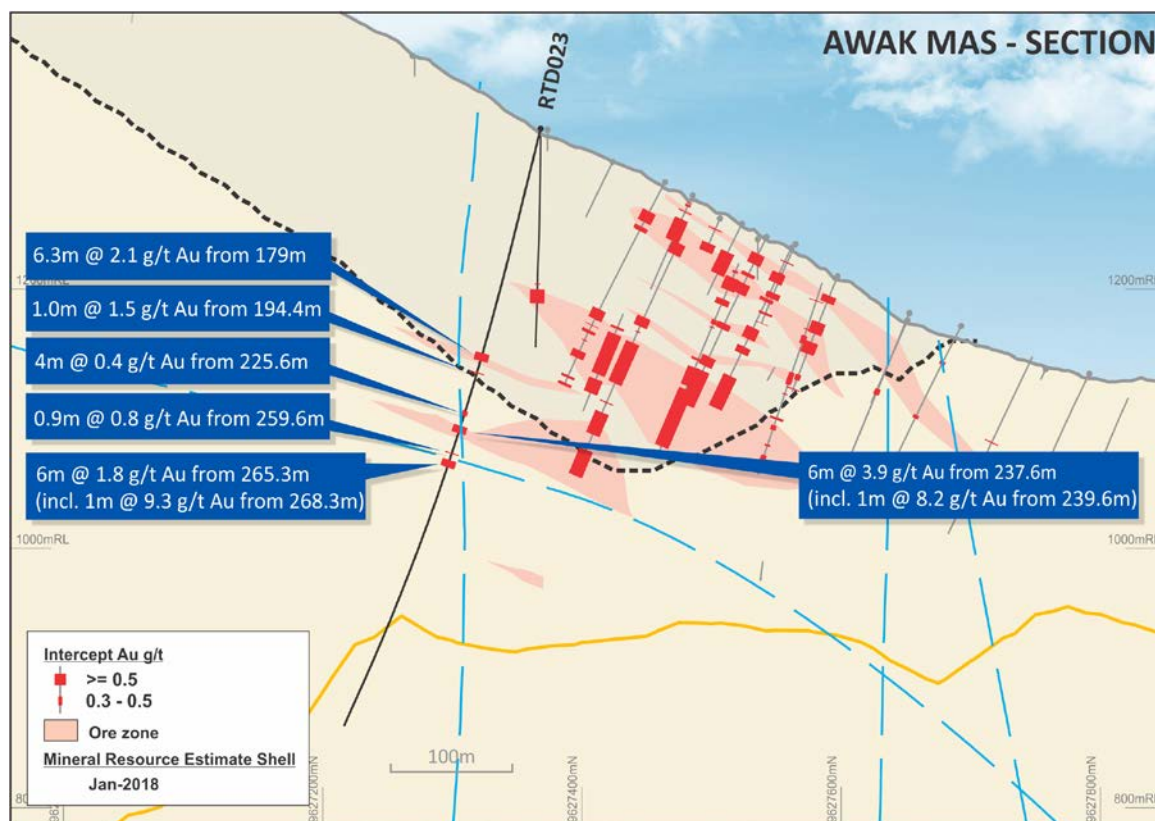 AWAK MAS - SECTION
RTD023
6.3m @ 2.1 g/t Au from 179m
1200mRL
1200mRL
1.0m @ 1.5 g/t Au from 194.4m
4m @ 0.4 g/t Au from 225.6m
0.9m @ 0.8 g/t Au from 259.6m
6m @ 1.8 g/t Au from 265.3m
(incl. 1m @ 9.3 g/t Au from 268.3m)
6m @ 3.9 g/t Au from 237.6m
(incl. 1m @ 8.2 g/t Au from 239.6m)
1000mRL
1000mRL
Intercept Au g/t
>= 0.5
0.3 - 0.5
Ore zone
Mineral Resource Estimate Shell
Jan-2018
100m
9627200mN
9627400mN
9627600mN
9627800mN
800mRL